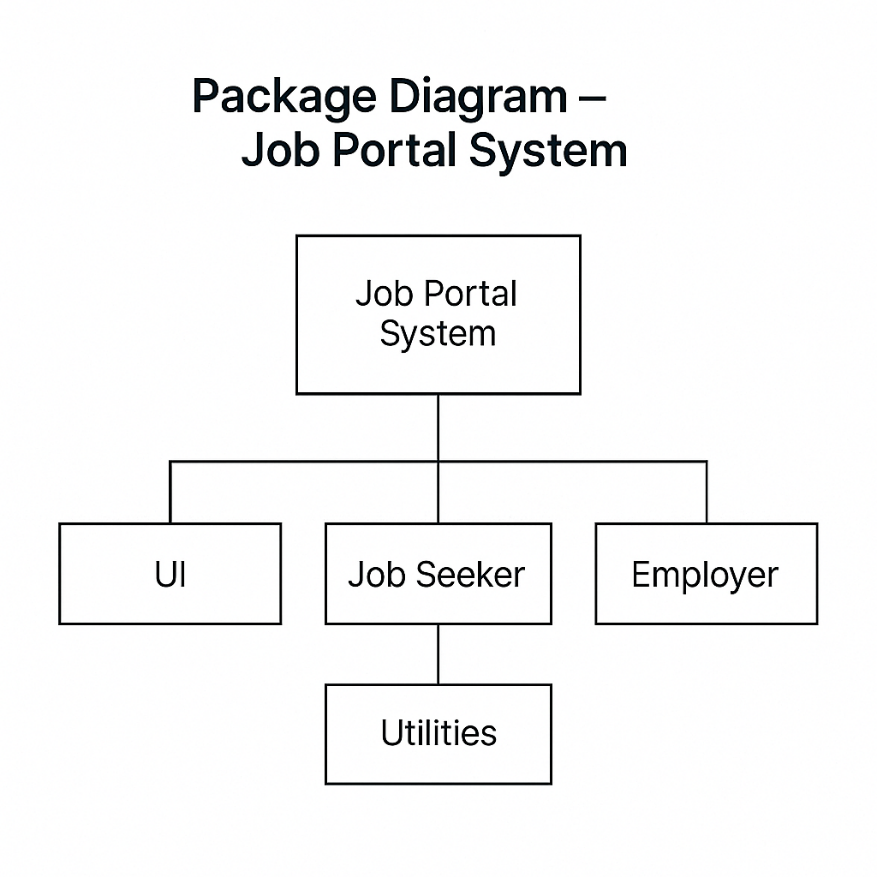 Package Diagram –
Job Portal System
Job Portal
System
UI
Job Seeker
Employer
Utilities